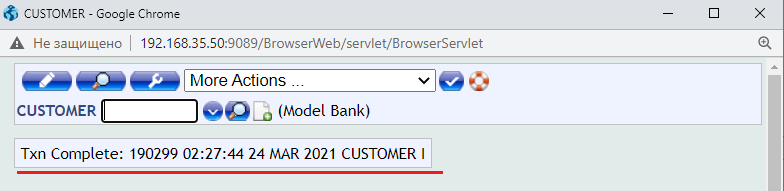 CUSTOMER - Google Chrome
Не защищено 192.168.35.50:9089/BrowserWeb/servlet/BrowserServlet
More Actions ...
CUSTOMER (Model Bank)
Txn Complete: 190299 02:27:44 24 MAR 2021 CUSTOMER I